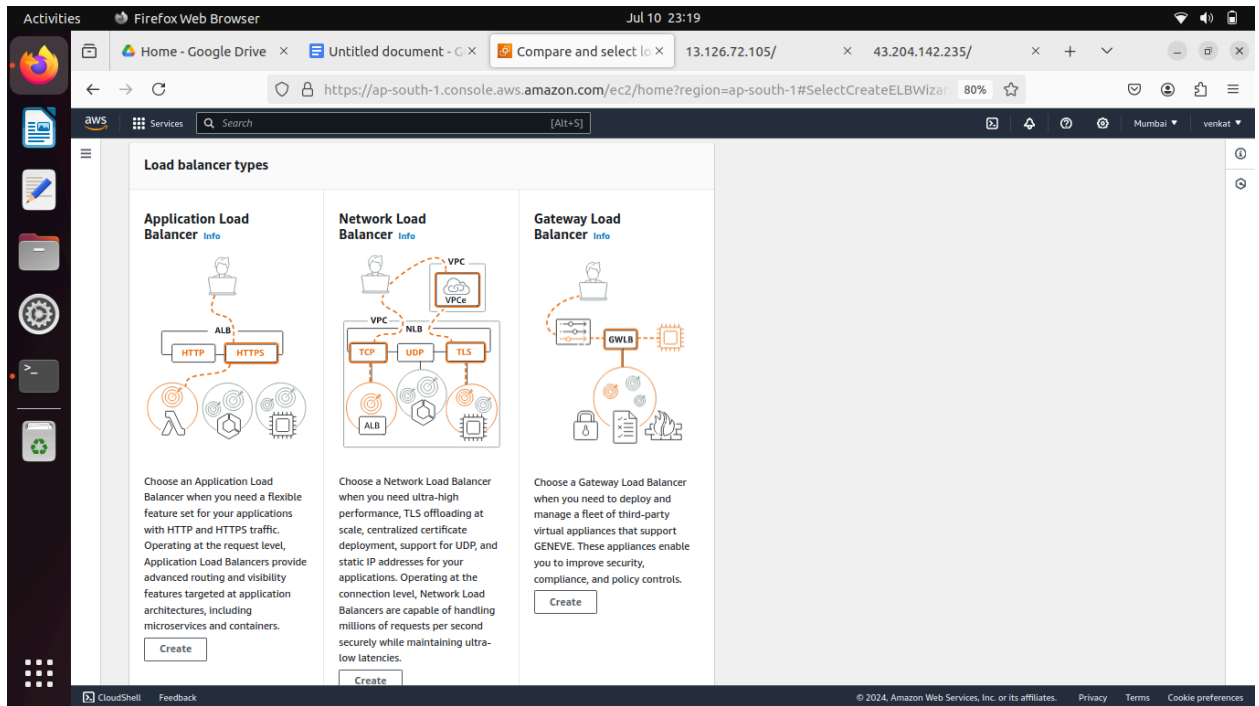 Activities
Firefox Web Browser
Jul 10 23:19
Home - Google Drive
Untitled document - G
Compare and select lo
13.126.72.105/
43.204.142.235/
https://ap-south-1.console.aws.amazon.com/ec2/home?region=ap-south-1#SelectCreateELBWizar
80%
aws
Services
Search
[Alt+S]
Mumbai
venkat
Load balancer types
Application Load
Balancer Info
ALB
HTTP
HTTPS
Choose an Application Load
Balancer when you need a flexible
feature set for your applications
with HTTP and HTTPS traffic.
Operating at the request level,
Application Load Balancers provide
advanced routing and visibility
features targeted at application
architectures, including
microservices and containers.
Create
Network Load
Balancer Info
VPC
VPCe
VPC
NLB
TCP
UDP
TLS
ALB
Choose a Network Load Balancer
when you need ultra-high
performance, TLS offloading at
scale, centralized certificate
deployment, support for UDP, and
static IP addresses for your
applications. Operating at the
connection level, Network Load
Balancers are capable of handling
millions of requests per second
securely while maintaining ultra-
low latencies.
Create
Gateway Load
Balancer Info
GWLB
Choose a Gateway Load Balancer
when you need to deploy and
manage a fleet of third-party
virtual appliances that support
GENEVE. These appliances enable
you to improve security,
compliance, and policy controls.
Create
CloudShell
Feedback
© 2024, Amazon Web Services, Inc. or its affiliates.
Privacy
Terms
Cookie preferences